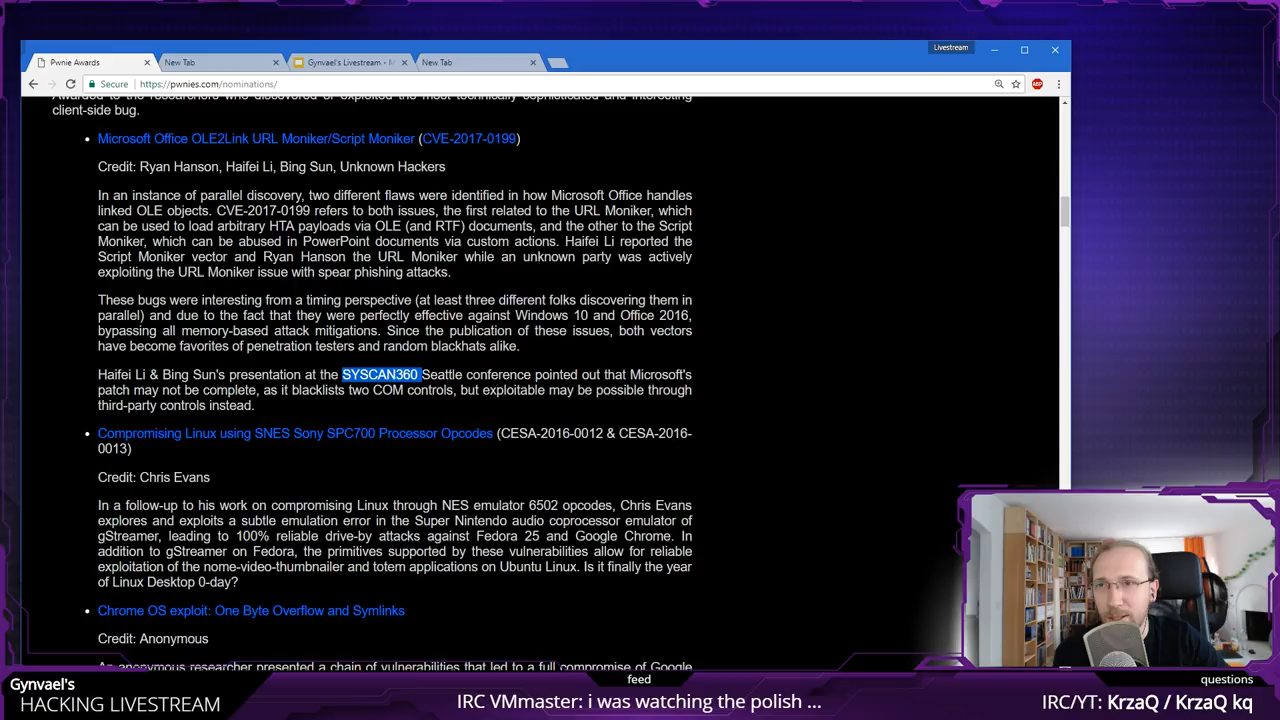 Livestream
Pwnie Awards
New Tab
Gynvael's Livestream • M
New Tab
Secure
https://pwnies.com/nominations/
ABP
client-side bug.
Microsoft Office OLE2Link URL Moniker/Script Moniker (CVE-2017-0199)
Credit: Ryan Hanson, Haifei Li, Bing Sun, Unknown Hackers
In an instance of parallel discovery, two different flaws were identified in how Microsoft Office handles
linked OLE objects. CVE-2017-0199 refers to both issues, the first related to the URL Moniker, which
can be used to load arbitrary HTA payloads via OLE (and RTF) documents, and the other to the Script
Moniker, which can be abused in PowerPoint documents via custom actions. Haifei Li reported the
Script Moniker vector and Ryan Hanson the URL Moniker while an unknown party was actively
exploiting the URL Moniker issue with spear phishing attacks.
These bugs were interesting from a timing perspective (at least three different folks discovering them in
parallel) and due to the fact that they were perfectly effective against Windows 10 and Office 2016,
bypassing all memory-based attack mitigations. Since the publication of these issues, both vectors
have become favorites of penetration testers and random blackhats alike.
Haifei Li & Bing Sun's presentation at the SYSCAN360 Seattle conference pointed out that Microsoft's
patch may not be complete, as it blacklists two COM controls, but exploitable may be possible through
third-party controls instead.
Compromising Linux using SNES Sony SPC700 Processor Opcodes (CESA-2016-0012 & CESA-2016-
0013)
Credit: Chris Evans
In a follow-up to his work on compromising Linux through NES emulator 6502 opcodes, Chris Evans
explores and exploits a subtle emulation error in the Super Nintendo audio coprocessor emulator of
gStreamer, leading to 100% reliable drive-by attacks against Fedora 25 and Google Chrome. In
addition to gStreamer on Fedora, the primitives supported by these vulnerabilities allow for reliable
exploitation of the nome-video-thumbnailer and totem applications on Ubuntu Linux. Is it finally the year
of Linux Desktop 0-day?
Chrome OS exploit: One Byte Overflow and Symlinks
Credit: Anonymous
An anonymous researcher presented a chain of vulnerabilities that led to a full compromise of Google
Gynvael's
HACKING LIVESTREAM
feed
IRC VMmaster: i was watching the polish ...
questions
IRC/YT: KrzaQ / KrzaQ kq